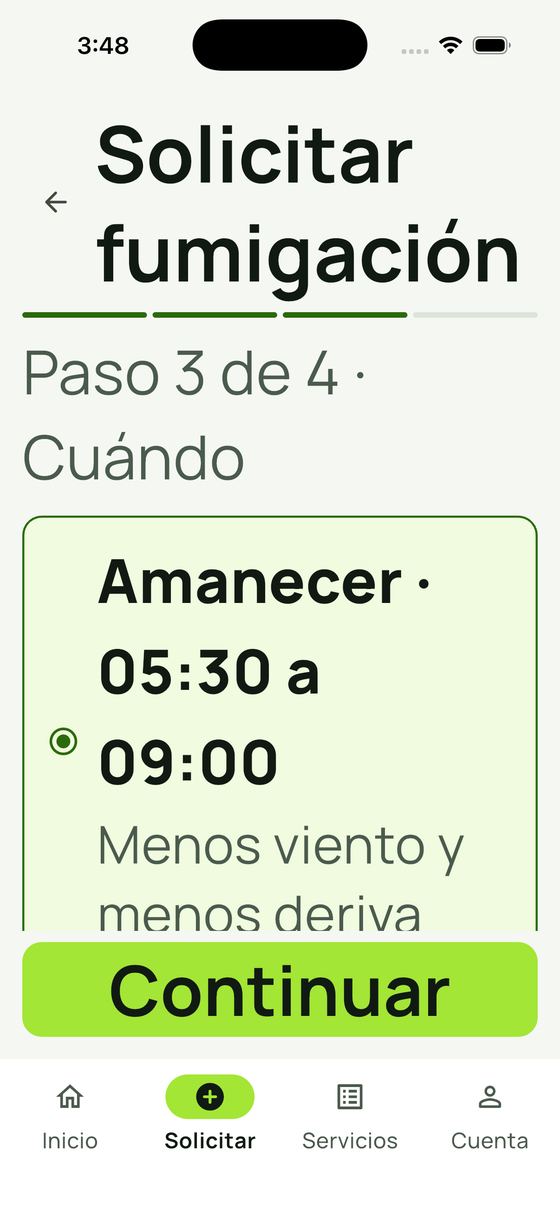 3:48
Solicitar
fumigación
Paso 3 de 4 ·
Cuándo
Amanecer ·
05:30 a
09:00
Menos viento y
menos deriva
Continuar
Inicio
Solicitar
Servicios
Cuenta